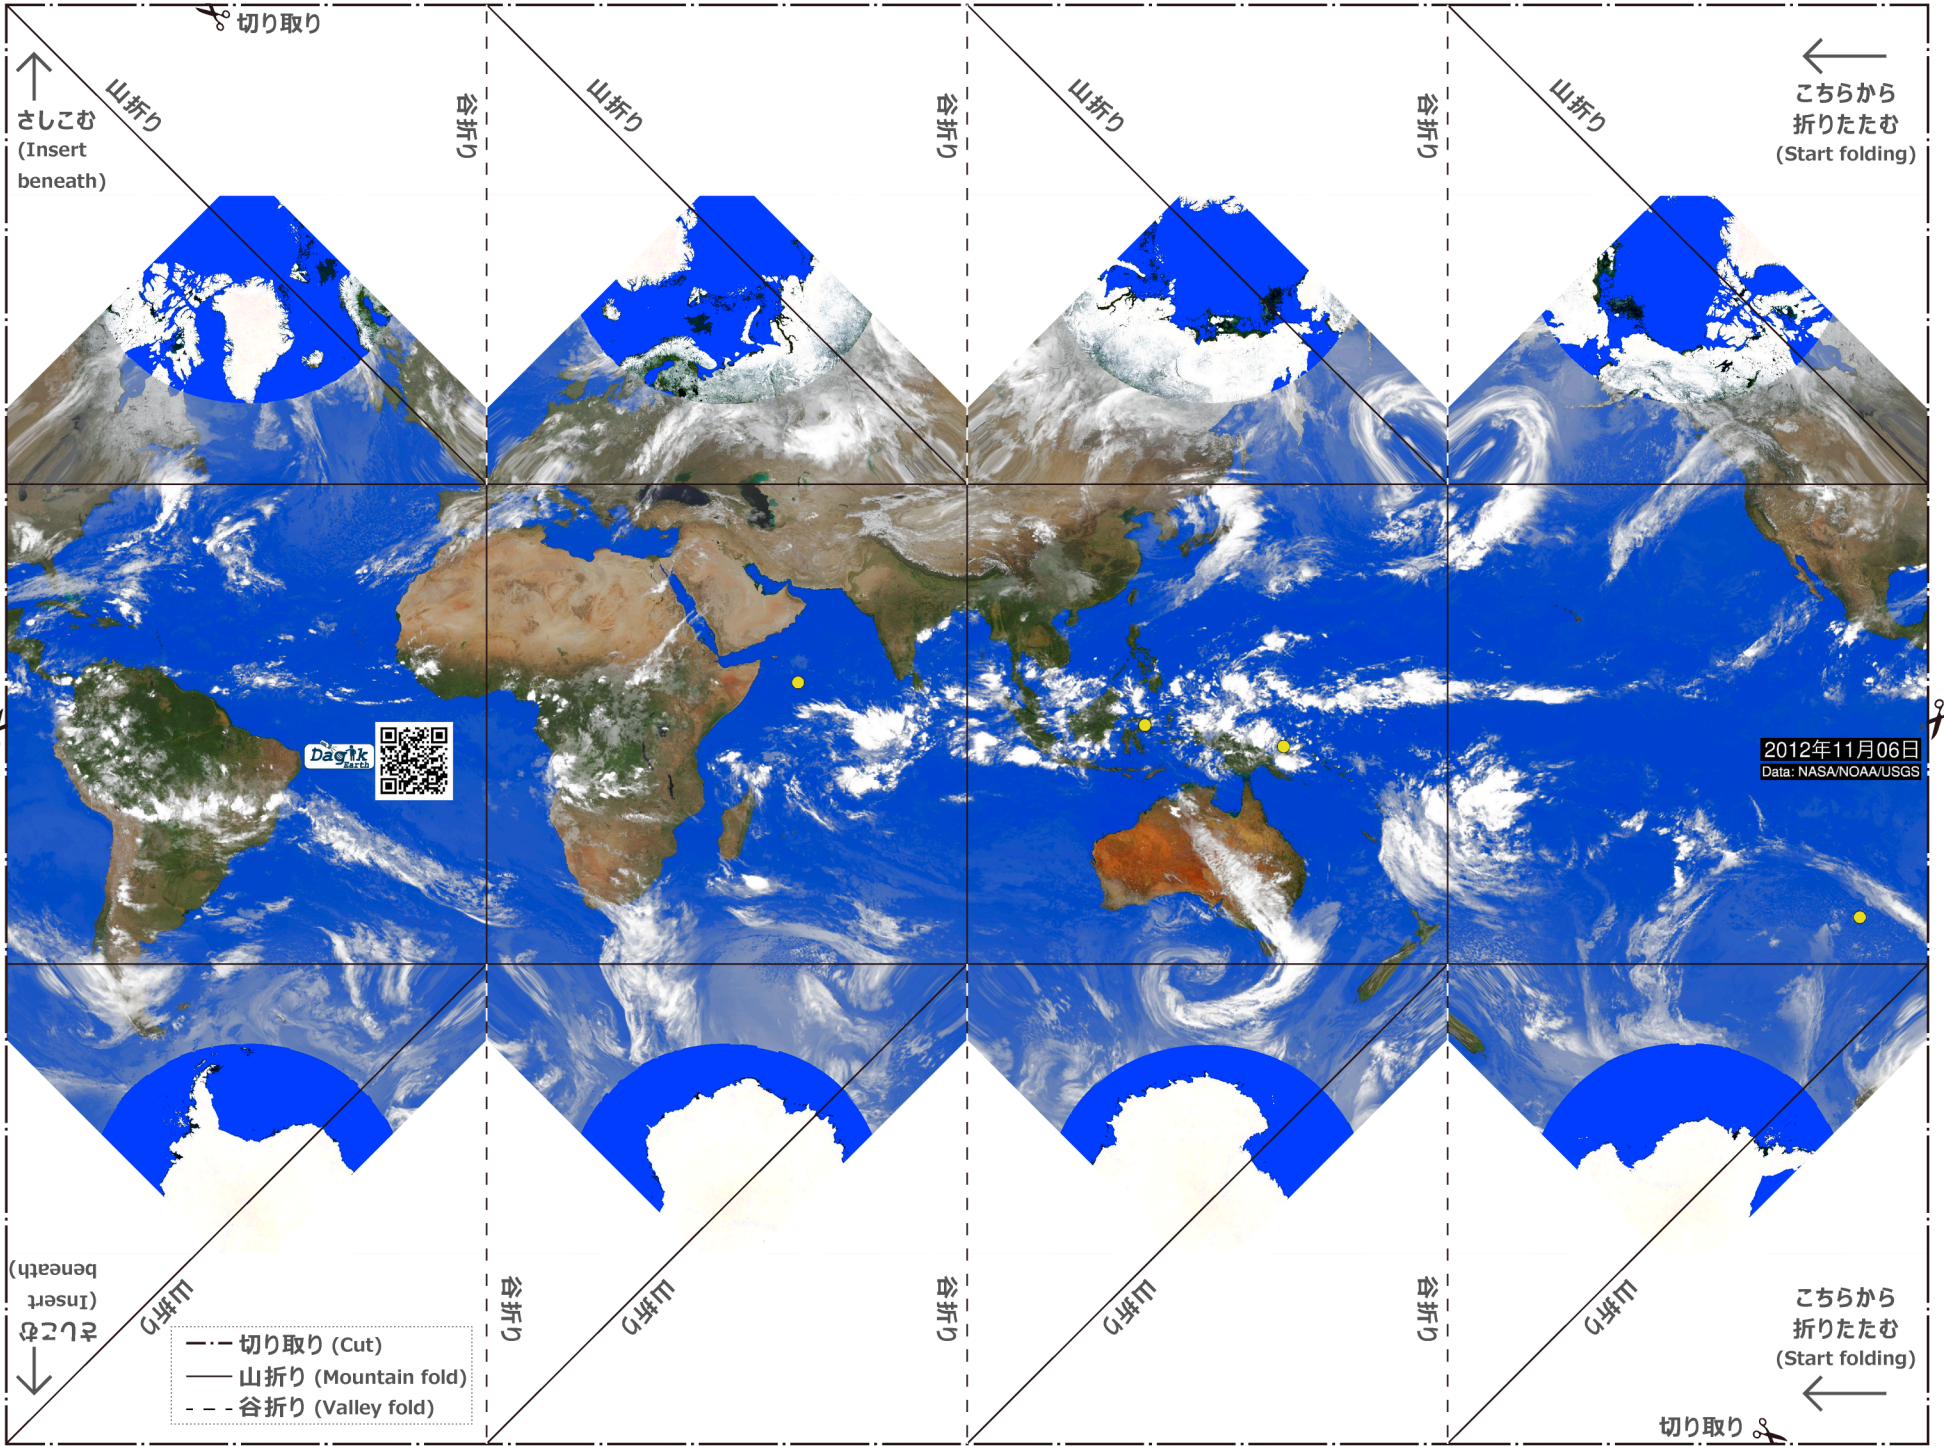 切り取り
山折り
谷折り
山折り
谷折り
山折り
谷折り
山折り
さしこむ
(Insert
beneath)
こちらから
折りたたむ
(Start folding)
Dagik
Earth
2012年11月06日
Data: NASA/NOAA/USGS
さしこむ
(Insert
beneath)
山折り
谷折り
山折り
谷折り
山折り
谷折り
山折り
こちらから
折りたたむ
(Start folding)
切り取り (Cut)
山折り (Mountain fold)
谷折り (Valley fold)
切り取り